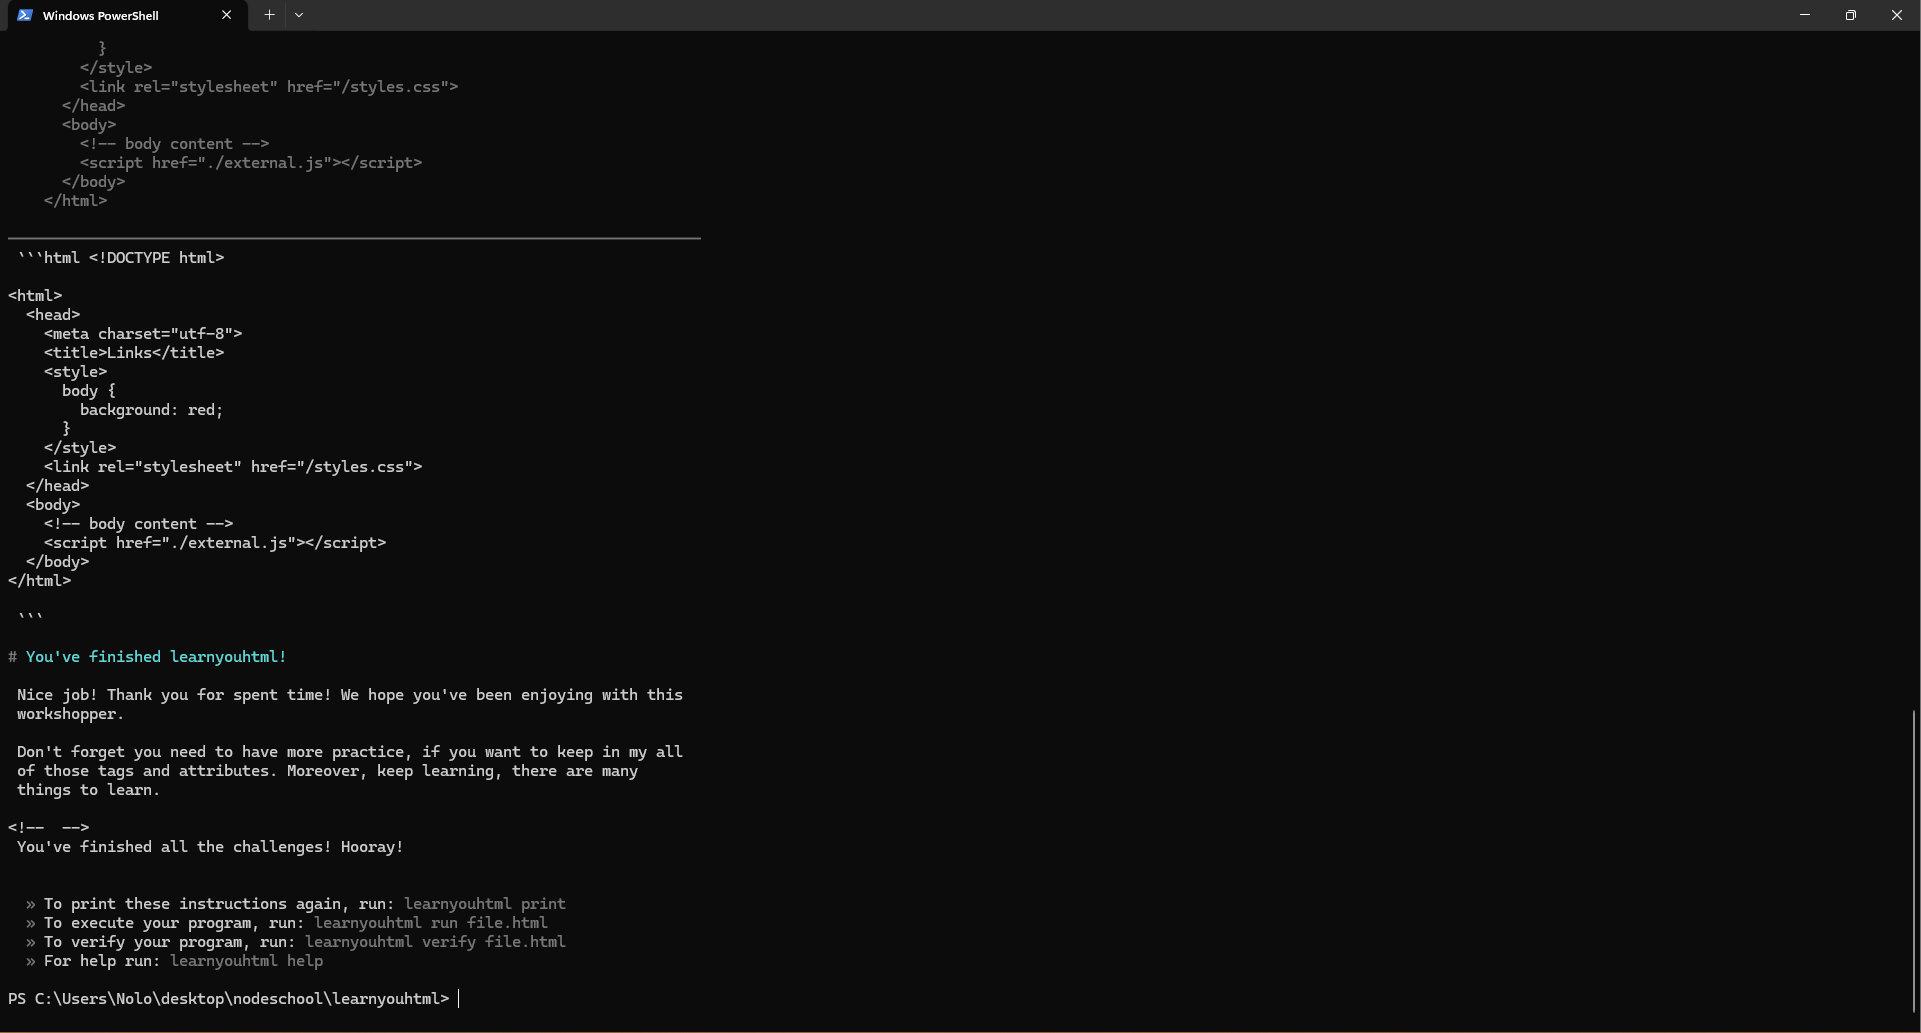 Windows PowerShell
          }
        </style>
        <link rel="stylesheet" href="/styles.css">
      </head>
      <body>
        <!-- body content -->
        <script href="./external.js"></script>
      </body>
    </html>
 ```html <!DOCTYPE html>
<html>
  <head>
    <meta charset="utf-8">
    <title>Links</title>
    <style>
      body {
        background: red;
      }
    </style>
    <link rel="stylesheet" href="/styles.css">
  </head>
  <body>
    <!-- body content -->
    <script href="./external.js"></script>
  </body>
</html>
 ```
# You've finished learnyouhtml!
 Nice job! Thank you for spent time! We hope you've been enjoying with this
 workshopper.
 Don't forget you need to have more practice, if you want to keep in my all
 of those tags and attributes. Moreover, keep learning, there are many
 things to learn.
<!--  -->
 You've finished all the challenges! Hooray!
  » To print these instructions again, run: learnyouhtml print
  » To execute your program, run: learnyouhtml run file.html
  » To verify your program, run: learnyouhtml verify file.html
  » For help run: learnyouhtml help
PS C:\Users\Nolo\desktop\nodeschool\learnyouhtml>